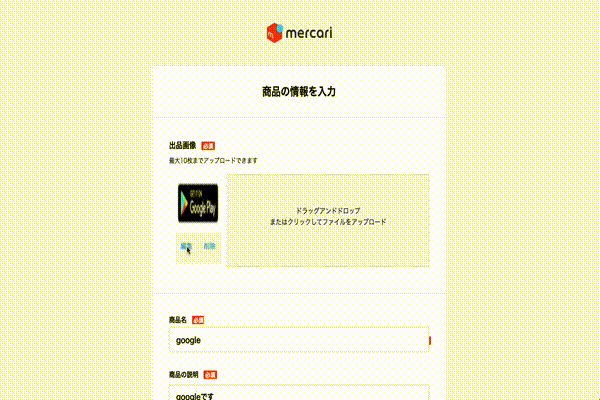 mercari
商品の情報を入力
出品画像 必須
最大10枚までアップロードできます
GET IT ON
Google Play
ドラッグアンドドロップ
またはクリックしてファイルをアップロード
編集 削除
商品名 必須
google
商品の説明 必須
googleです